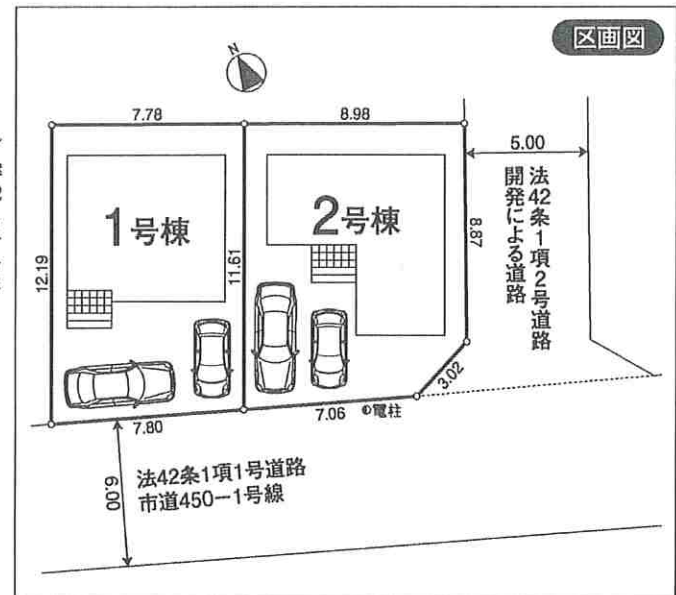 区画図
N
7.78
8.98
5.00
法42条1項2号道路
開発による道路
1号棟
2号棟
12.19
11.61
8.87
3.02
7.80
7.06
電柱
6.00
法42条1項1号道路
市道450ー1号線